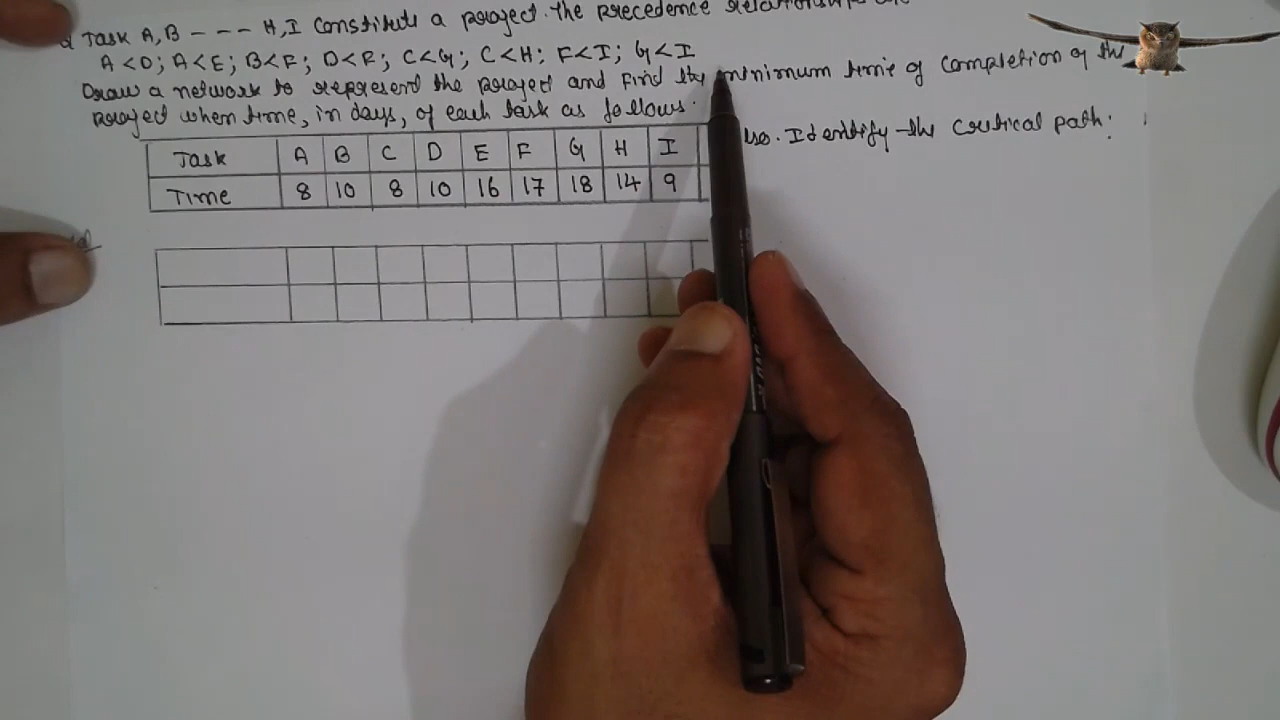 Task A, B - - - H, I Constitute a project. The precedence relationships
A < D; A < E; B < F; D < F; C < G; C < H; F < I; G < I
Draw a network to represent the project and find the minimum time of completion of the
project when time, in days, of each task as follows. Identify the critical path:
Task A B C D E F G H I
Time 8 10 8 10 16 17 18 14 9